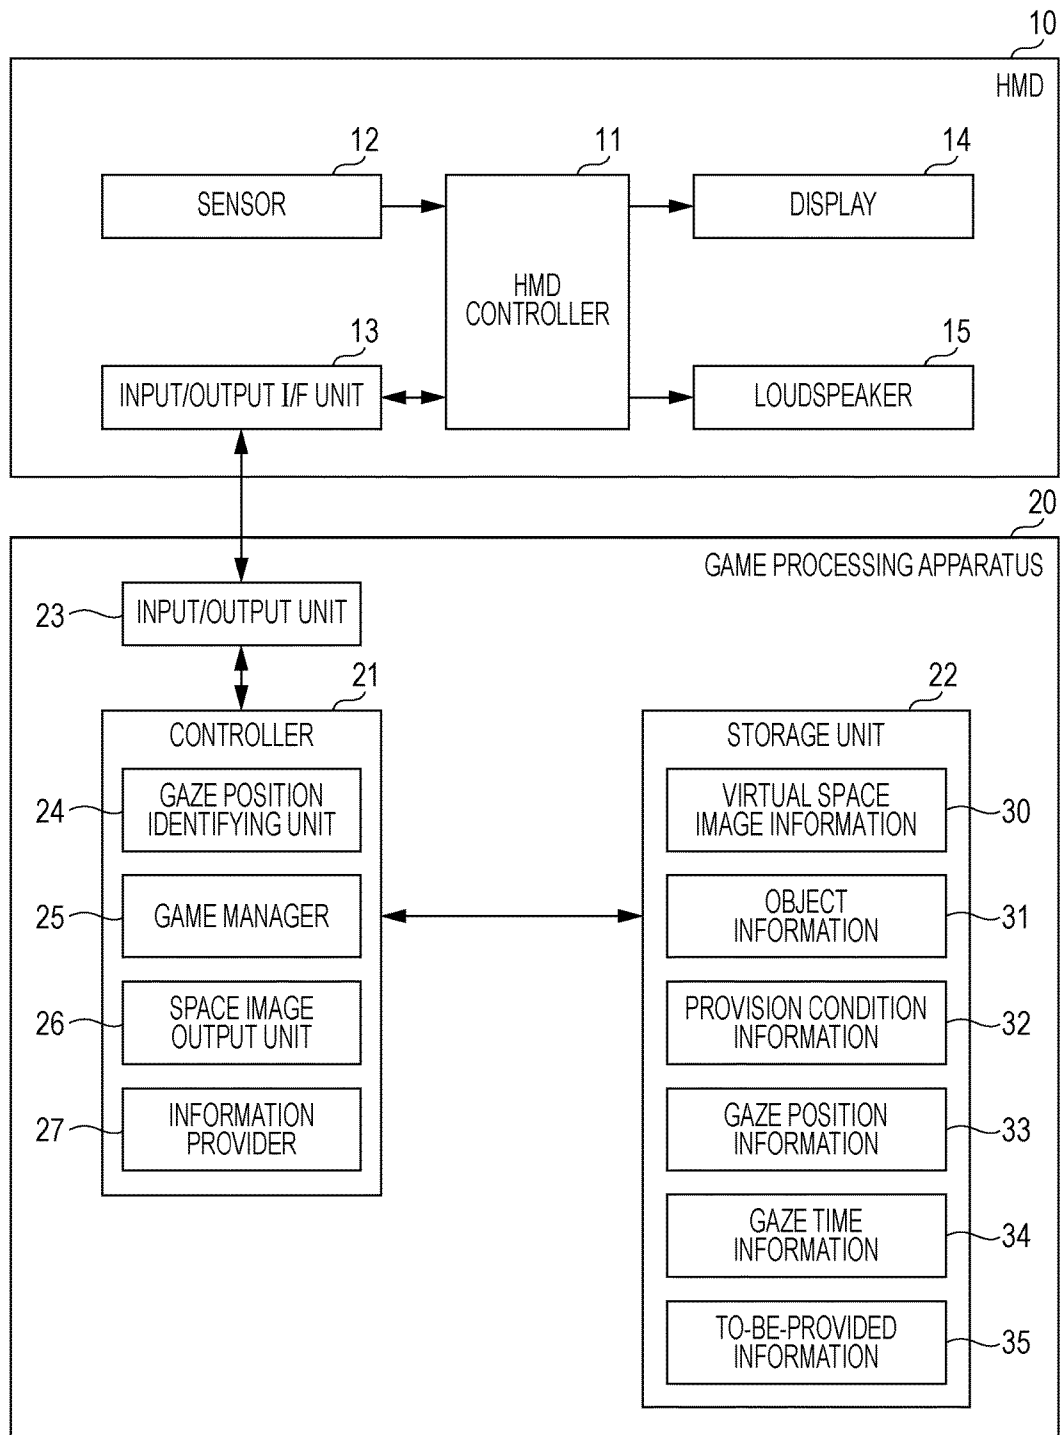 10
HMD
12
11
14
SENSOR
HMD
CONTROLLER
DISPLAY
13
15
INPUT/OUTPUT I/F UNIT
LOUDSPEAKER
20
GAME PROCESSING APPARATUS
23
INPUT/OUTPUT UNIT
21
22
CONTROLLER
24
GAZE POSITION
IDENTIFYING UNIT
25
GAME MANAGER
26
SPACE IMAGE
OUTPUT UNIT
27
INFORMATION
PROVIDER
STORAGE UNIT
VIRTUAL SPACE
IMAGE INFORMATION
30
OBJECT
INFORMATION
31
PROVISION CONDITION
INFORMATION
32
GAZE POSITION
INFORMATION
33
GAZE TIME
INFORMATION
34
TO-BE-PROVIDED
INFORMATION
35